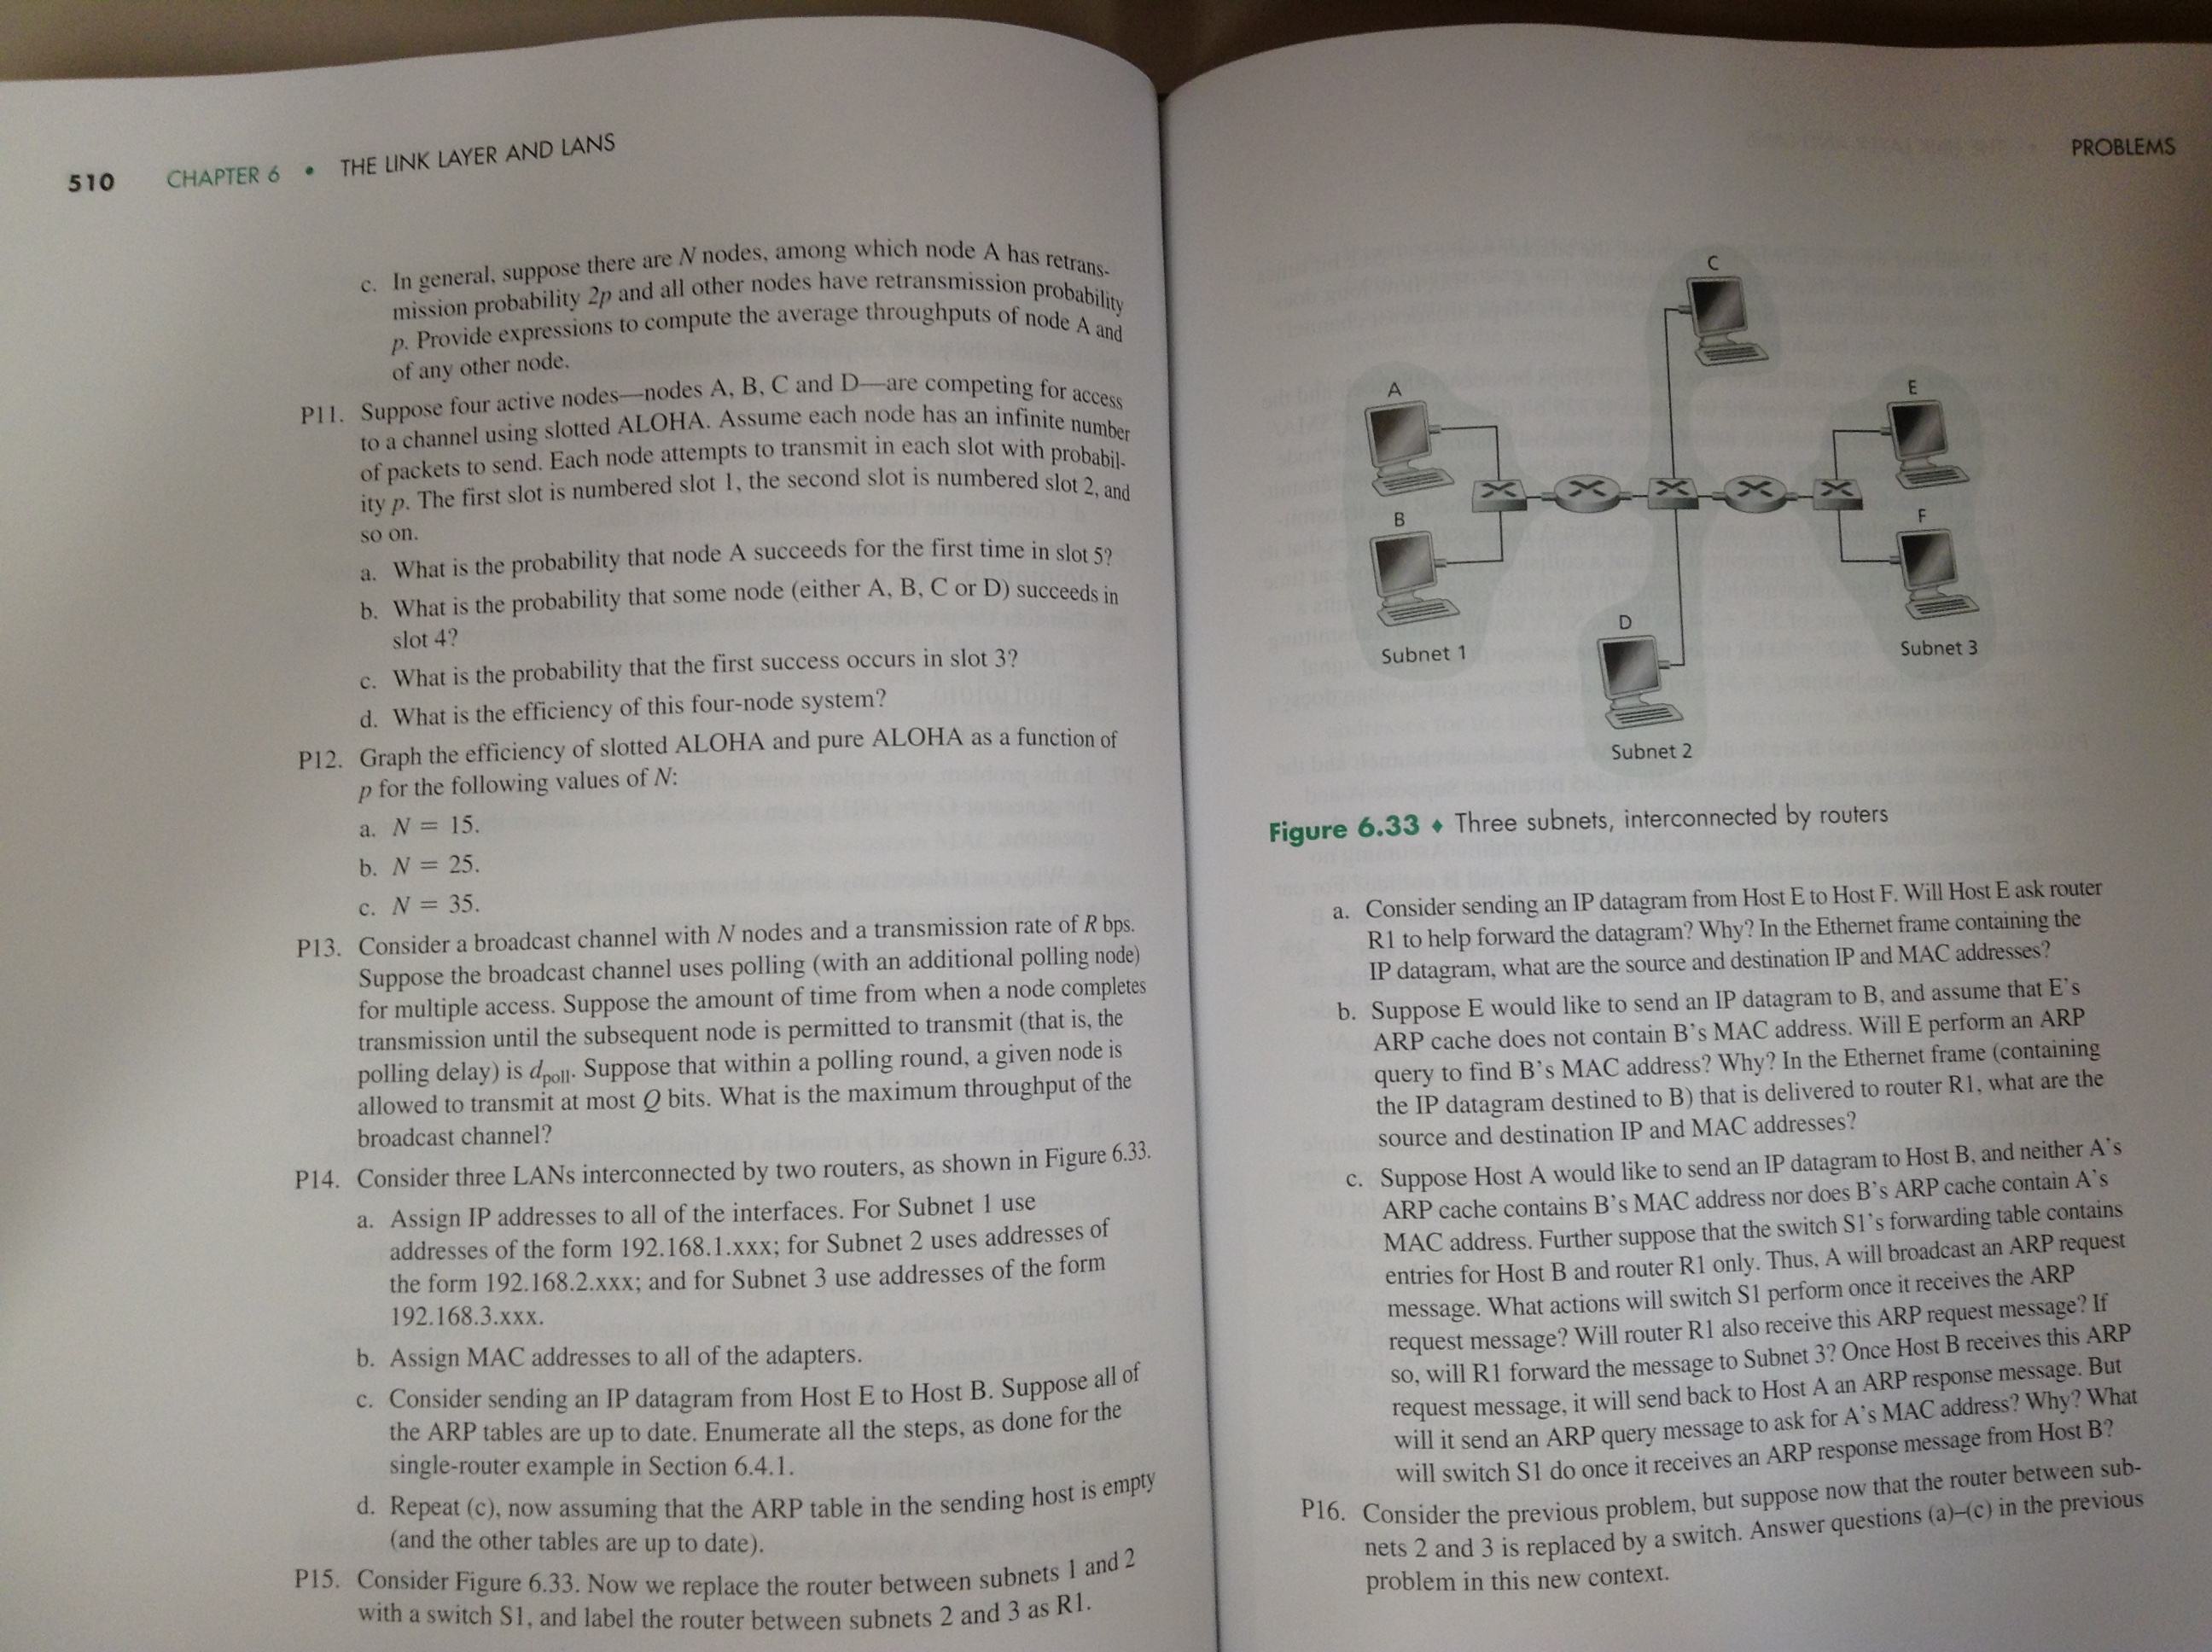 510 CHAPTER 6 • THE LINK LAYER AND LANS
c. In general, suppose there are N nodes, among which node A has retrans-
mission probability 2p and all other nodes have retransmission probability
p. Provide expressions to compute the average throughputs of node A and
of any other node.
P11. Suppose four active nodes—nodes A, B, C and D—are competing for access
to a channel using slotted ALOHA. Assume each node has an infinite number
of packets to send. Each node attempts to transmit in each slot with probabil-
ity p. The first slot is numbered slot 1, the second slot is numbered slot 2, and
so on.
a. What is the probability that node A succeeds for the first time in slot 5?
b. What is the probability that some node (either A, B, C or D) succeeds in
slot 4?
c. What is the probability that the first success occurs in slot 3?
d. What is the efficiency of this four-node system?
P12. Graph the efficiency of slotted ALOHA and pure ALOHA as a function of
p for the following values of N:
a. N = 15.
b. N = 25.
c. N = 35.
P13. Consider a broadcast channel with N nodes and a transmission rate of R bps.
Suppose the broadcast channel uses polling (with an additional polling node)
for multiple access. Suppose the amount of time from when a node completes
transmission until the subsequent node is permitted to transmit (that is, the
polling delay) is dpoll. Suppose that within a polling round, a given node is
allowed to transmit at most Q bits. What is the maximum throughput of the
broadcast channel?
P14. Consider three LANs interconnected by two routers, as shown in Figure 6.33.
a. Assign IP addresses to all of the interfaces. For Subnet 1 use
addresses of the form 192.168.1.xxx; for Subnet 2 uses addresses of
the form 192.168.2.xxx; and for Subnet 3 use addresses of the form
192.168.3.xxx.
b. Assign MAC addresses to all of the adapters.
c. Consider sending an IP datagram from Host E to Host B. Suppose all of
the ARP tables are up to date. Enumerate all the steps, as done for the
single-router example in Section 6.4.1.
d. Repeat (c), now assuming that the ARP table in the sending host is empty
(and the other tables are up to date).
P15. Consider Figure 6.33. Now we replace the router between subnets 1 and 2
with a switch S1, and label the router between subnets 2 and 3 as R1.
PROBLEMS
C
A
E
B
F
D
Subnet 1
Subnet 3
Subnet 2
Figure 6.33 ♦ Three subnets, interconnected by routers
a. Consider sending an IP datagram from Host E to Host F. Will Host E ask router
R1 to help forward the datagram? Why? In the Ethernet frame containing the
IP datagram, what are the source and destination IP and MAC addresses?
b. Suppose E would like to send an IP datagram to B, and assume that E's
ARP cache does not contain B's MAC address. Will E perform an ARP
query to find B's MAC address? Why? In the Ethernet frame (containing
the IP datagram destined to B) that is delivered to router R1, what are the
source and destination IP and MAC addresses?
c. Suppose Host A would like to send an IP datagram to Host B, and neither A's
ARP cache contains B's MAC address nor does B's ARP cache contain A's
MAC address. Further suppose that the switch S1's forwarding table contains
entries for Host B and router R1 only. Thus, A will broadcast an ARP request
message. What actions will switch S1 perform once it receives the ARP
request message? Will router R1 also receive this ARP request message? If
so, will R1 forward the message to Subnet 3? Once Host B receives this ARP
request message, it will send back to Host A an ARP response message. But
will it send an ARP query message to ask for A's MAC address? Why? What
will switch S1 do once it receives an ARP response message from Host B?
P16. Consider the previous problem, but suppose now that the router between sub-
nets 2 and 3 is replaced by a switch. Answer questions (a)–(c) in the previous
problem in this new context.